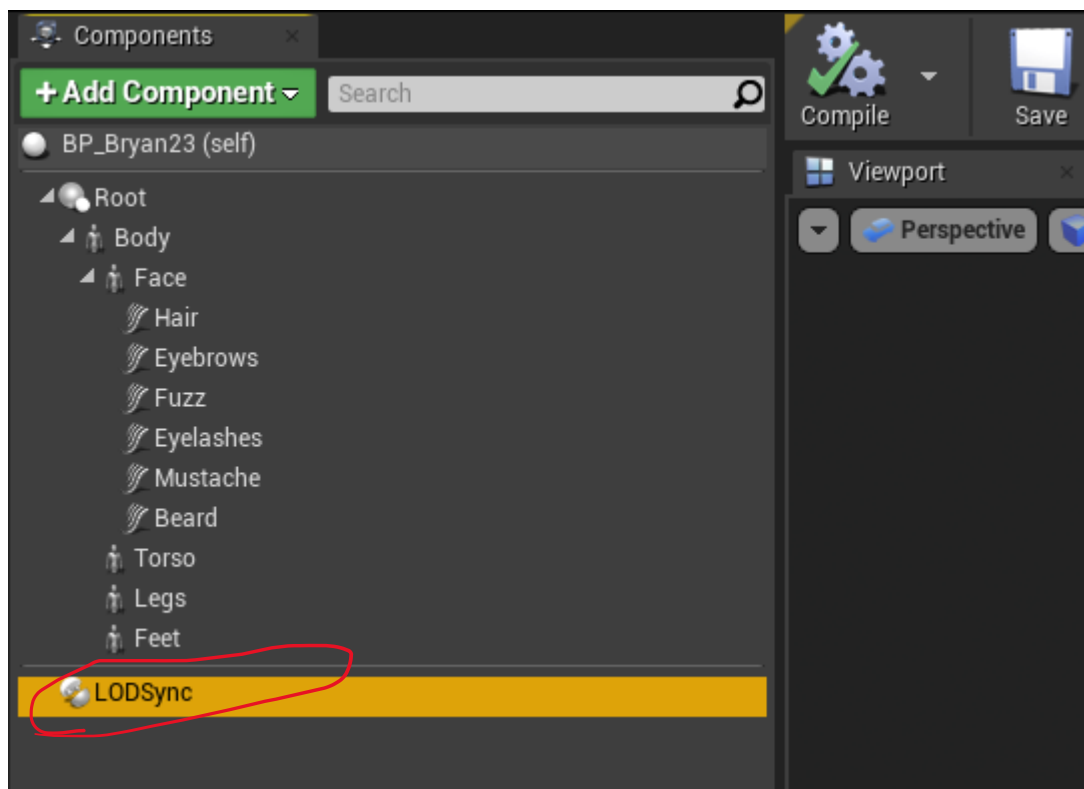 Components
+ Add Component
Search
BP_Bryan23 (self)
Root
Body
Face
Hair
Eyebrows
Fuzz
Eyelashes
Mustache
Beard
Torso
Legs
Feet
LODSync
Compile
Save
Viewport
Perspective